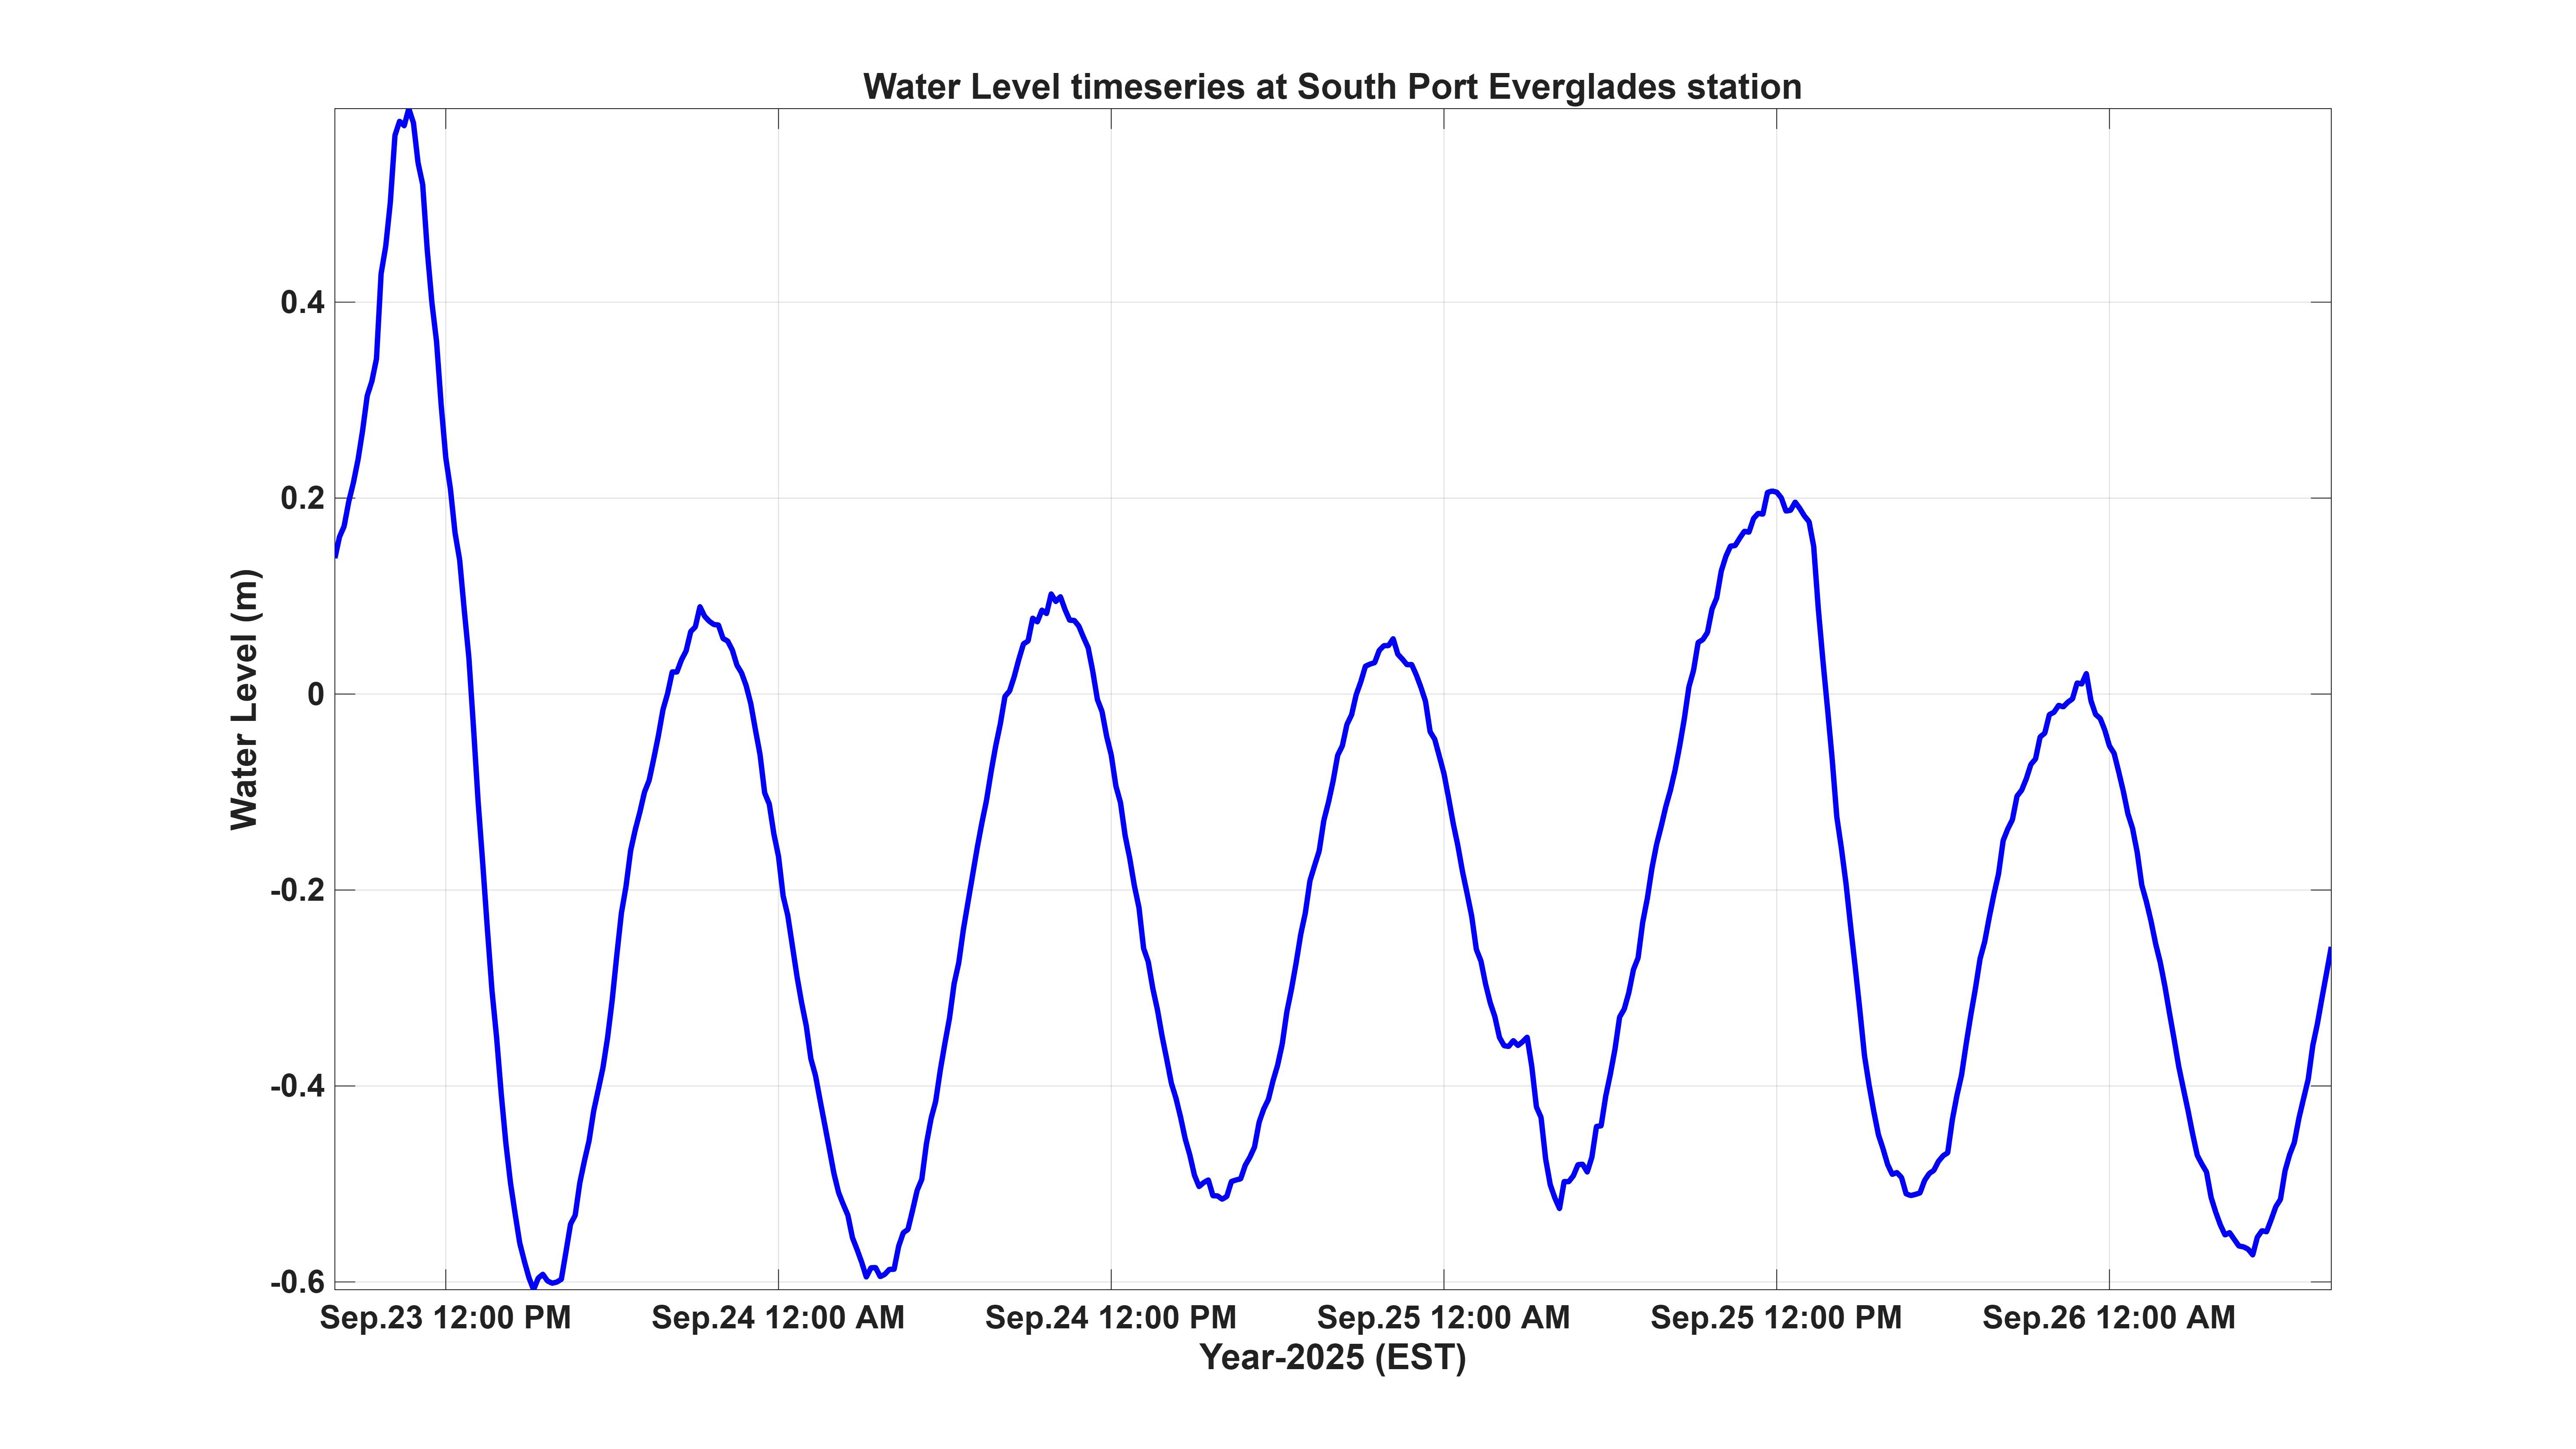 Water Level timeseries at South Port Everglades station
0.4
0.2
0
-0.2
-0.4
-0.6
Water Level (m)
Sep.23 12:00 PM
Sep.24 12:00 AM
Sep.24 12:00 PM
Sep.25 12:00 AM
Sep.25 12:00 PM
Sep.26 12:00 AM
Year-2025 (EST)